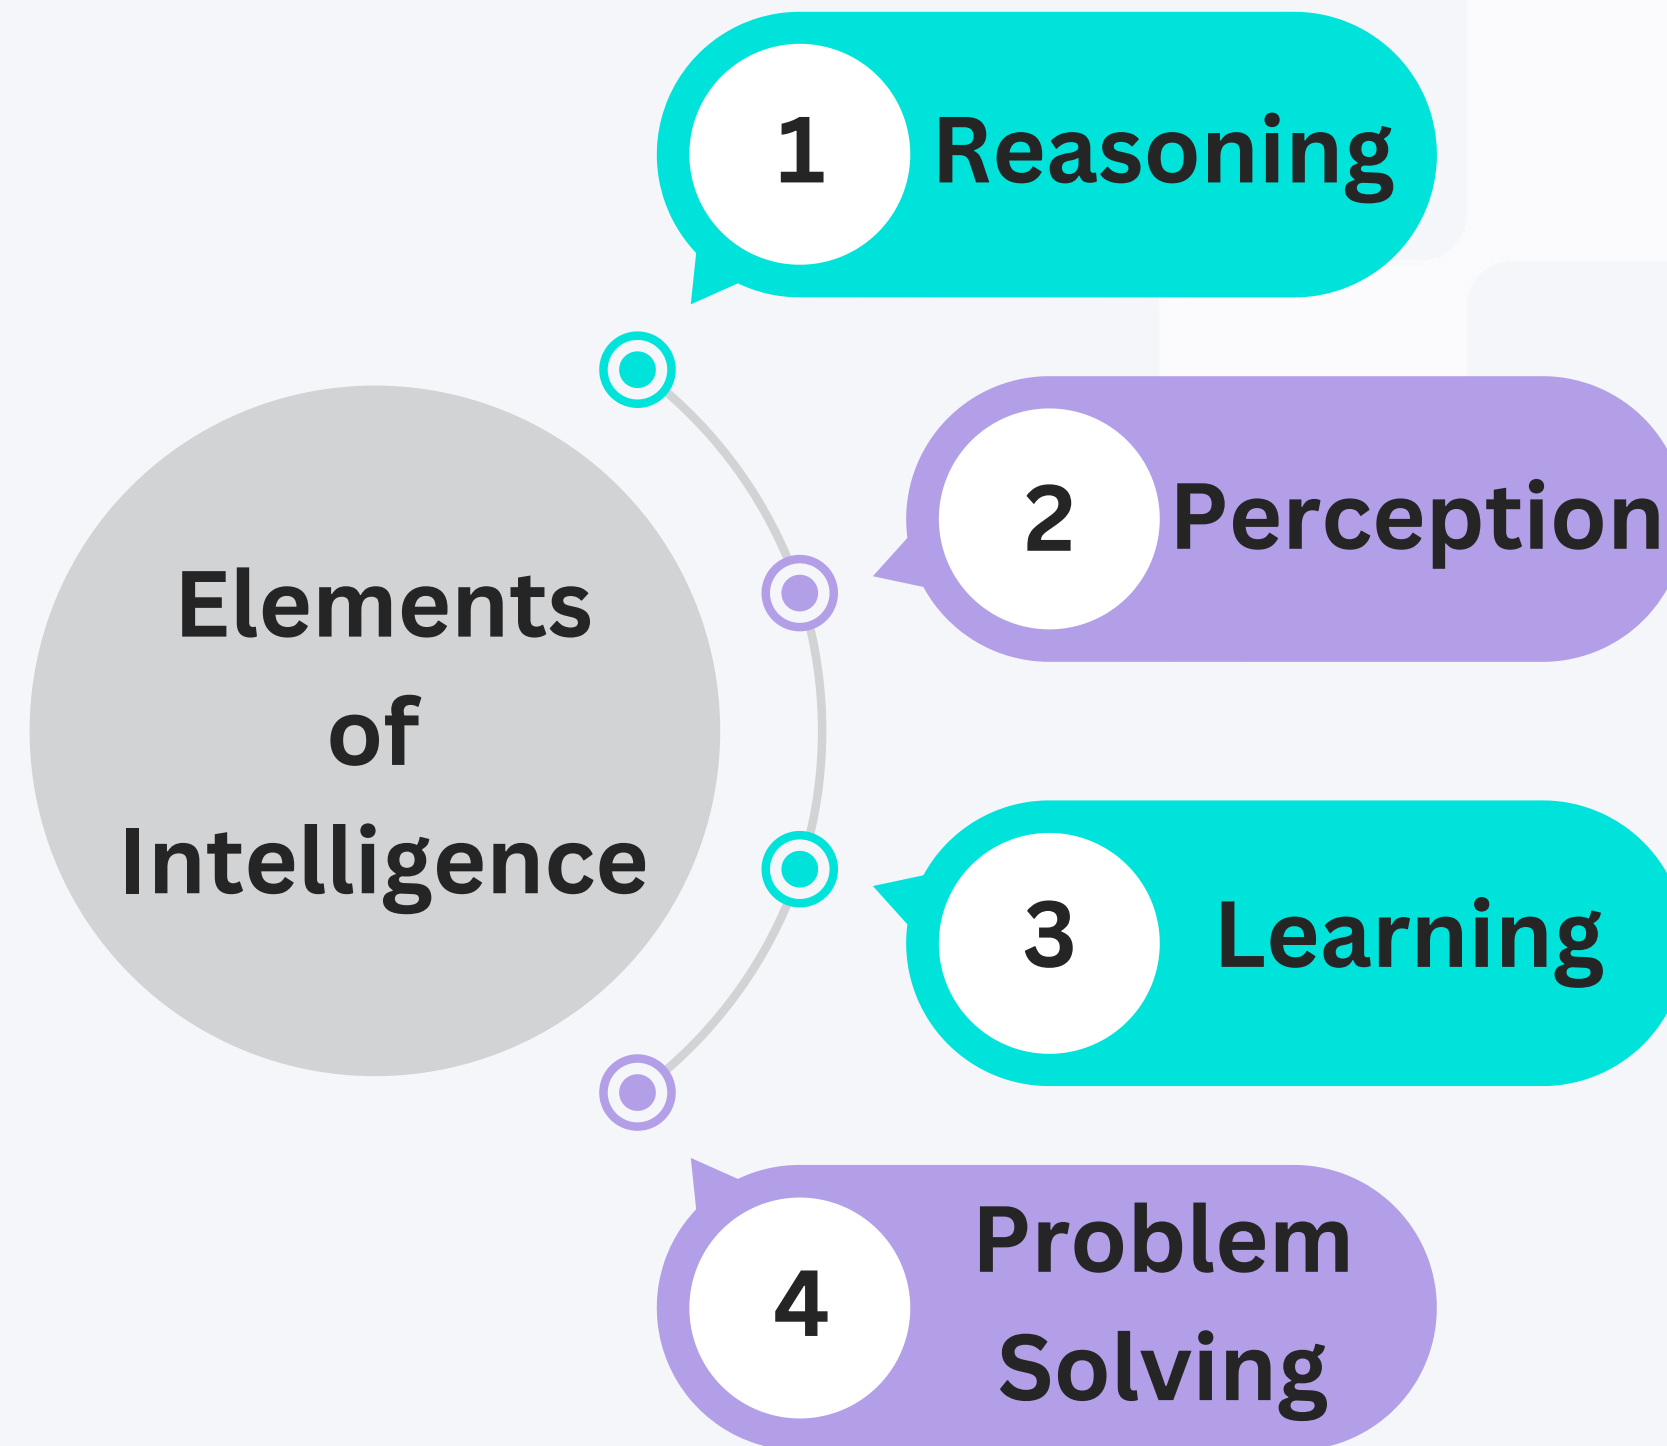 Elements
of
Intelligence
1 Reasoning
2 Perception
3 Learning
4 Problem
Solving